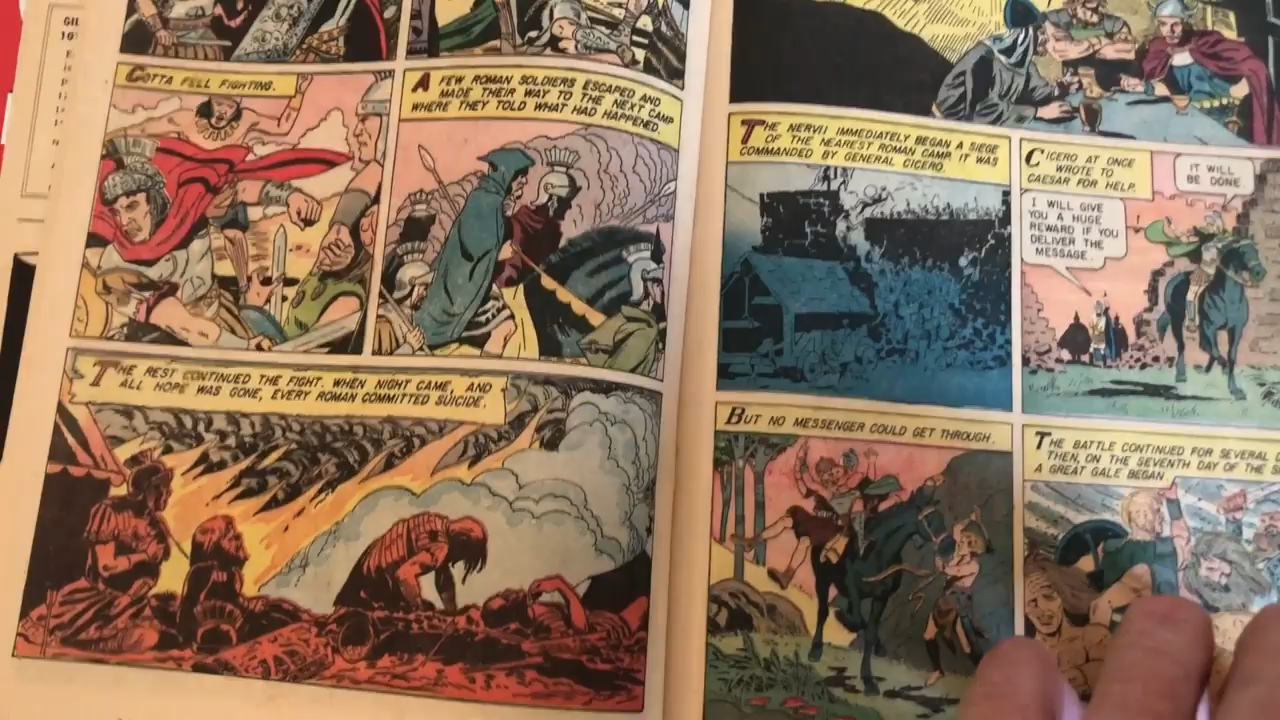 GIL
COTTA FELL FIGHTING.
A FEW ROMAN SOLDIERS ESCAPED AND
MADE THEIR WAY TO THE NEXT CAMP
WHERE THEY TOLD WHAT HAD HAPPENED.
THE REST CONTINUED THE FIGHT. WHEN NIGHT CAME, AND
ALL HOPE WAS GONE, EVERY ROMAN COMMITTED SUICIDE.
THE NERVII IMMEDIATELY BEGAN A SIEGE
OF THE NEAREST ROMAN CAMP. IT WAS
COMMANDED BY GENERAL CICERO.
CICERO AT ONCE
WROTE TO
CAESAR FOR HELP.
IT WILL
BE DONE.
I WILL GIVE
YOU A HUGE
REWARD IF YOU
DELIVER THE
MESSAGE.
BUT NO MESSENGER COULD GET THROUGH.
THE BATTLE CONTINUED FOR SEVERAL
THEN, ON THE SEVENTH DAY OF THE
A GREAT GALE BEGAN.